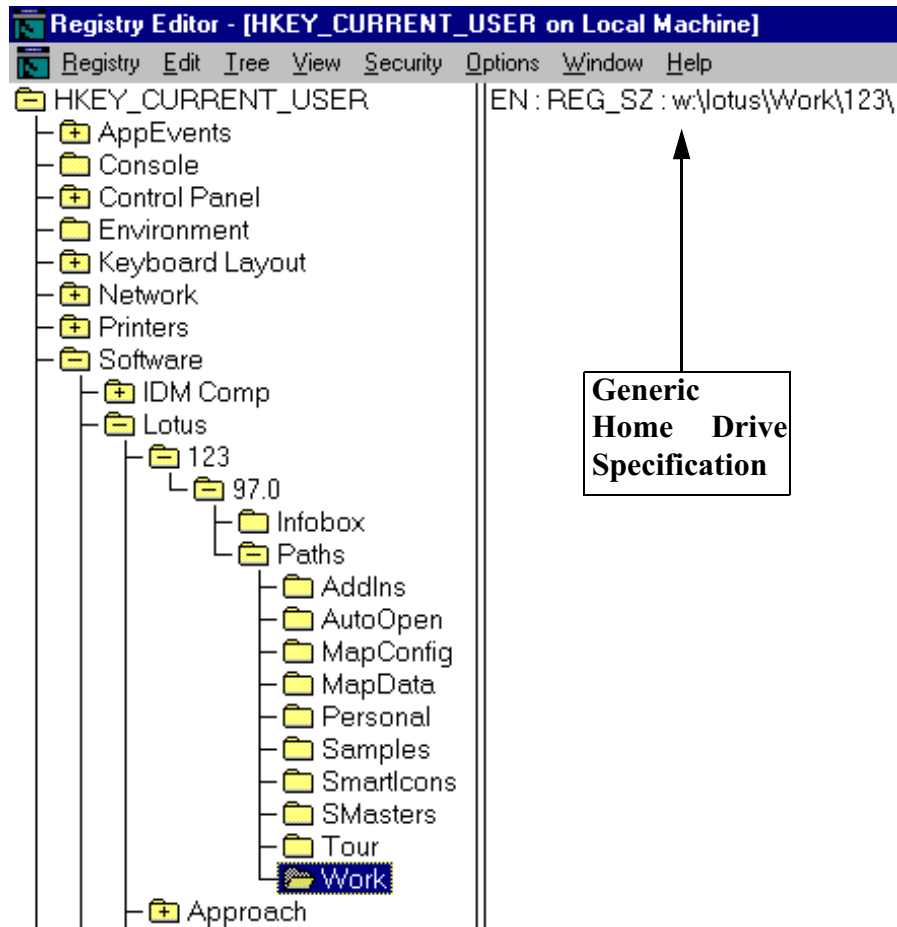 Registry Editor - [HKEY_CURRENT_USER on Local Machine]
Registry Edit Tree View Security Options Window Help
HKEY_CURRENT_USER
AppEvents
Console
Control Panel
Environment
Keyboard Layout
Network
Printers
Software
IDM Comp
Lotus
123
97.0
Infobox
Paths
AddIns
AutoOpen
MapConfig
MapData
Personal
Samples
SmartIcons
SMasters
Tour
Work
Approach
EN : REG_SZ : w:\lotus\Work\123\
Generic
Home Drive
Specification